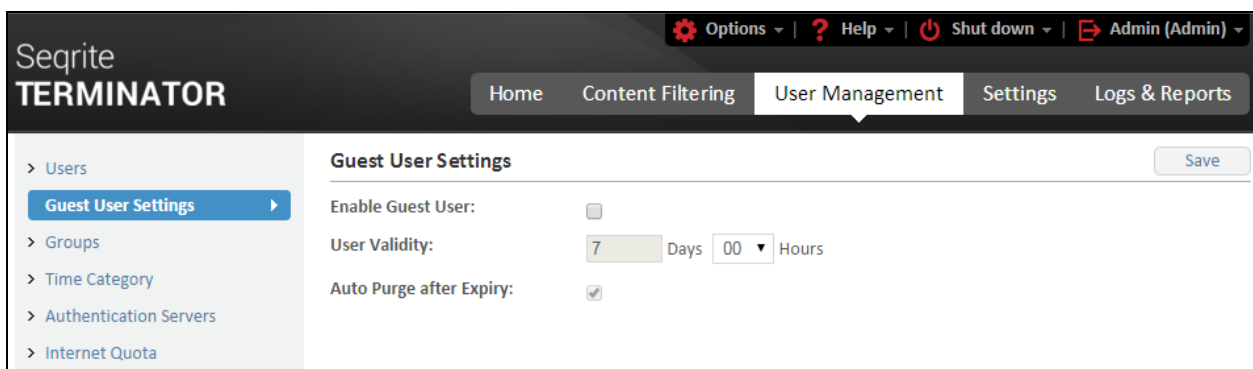 Options | ? Help | Shut down | Admin (Admin)
Seqrite
TERMINATOR
Home Content Filtering User Management Settings Logs & Reports
> Users
Guest User Settings
> Groups
> Time Category
> Authentication Servers
> Internet Quota
Guest User Settings
Save
Enable Guest User:
User Validity: 7 Days 00 Hours
Auto Purge after Expiry: